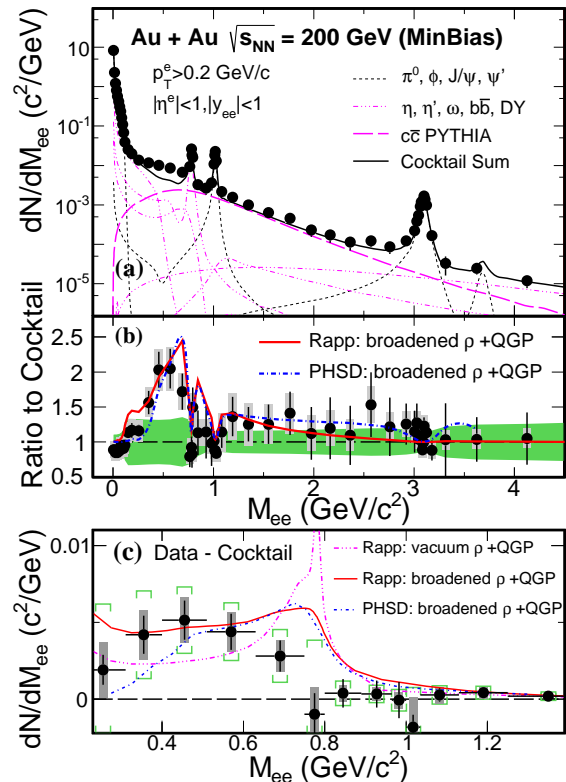 Au + Au √s_NN = 200 GeV (MinBias)
p_T^e>0.2 GeV/c
|η^e|<1,|y_ee|<1
π⁰, φ, J/ψ, ψ'
η, η', ω, bb̅, DY
cc̅ PYTHIA
Cocktail Sum
dN/dM_ee (c²/GeV)
10
10⁻¹
10⁻³
10⁻⁵
(a)
(b)
Rapp: broadened ρ +QGP
PHSD: broadened ρ +QGP
Ratio to Cocktail
2.5
2
1.5
1
0.5
0 1 2 3 4
M_ee (GeV/c²)
(c) Data - Cocktail
Rapp: vacuum ρ +QGP
Rapp: broadened ρ +QGP
PHSD: broadened ρ +QGP
dN/dM_ee (c²/GeV)
0.01
0
0.4 0.6 0.8 1 1.2
M_ee (GeV/c²)